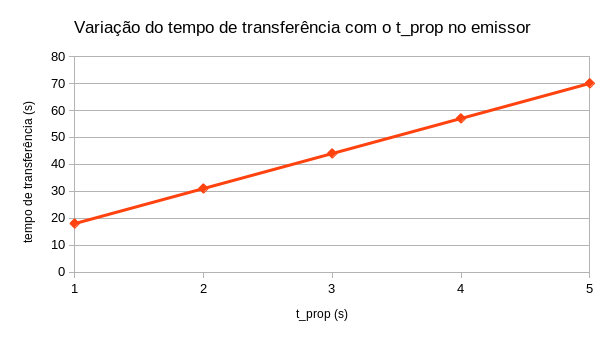 Variação do tempo de transferência com o t_prop no emissor
80
70
60
50
40
30
20
10
0
tempo de transferência (s)
1 2 3 4 5
t_prop (s)